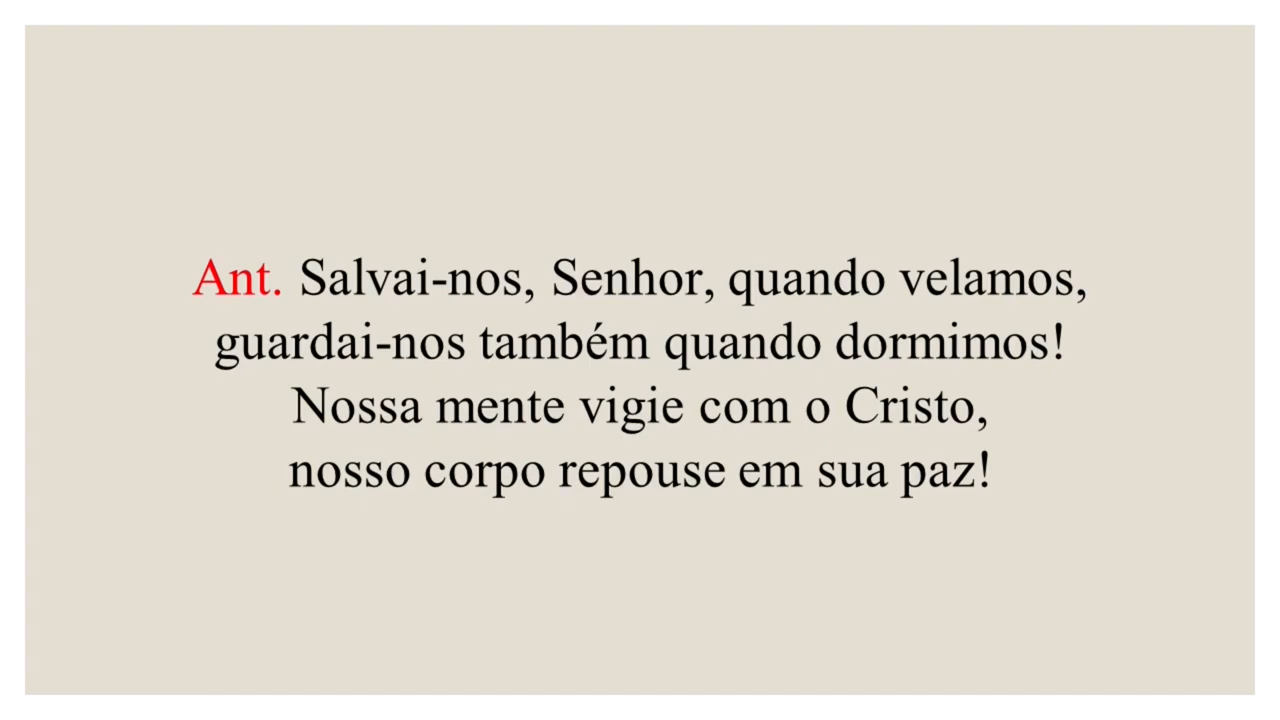 Ant. Salvai-nos, Senhor, quando velamos,
guardai-nos também quando dormimos!
Nossa mente vigie com o Cristo,
nosso corpo repouse em sua paz!